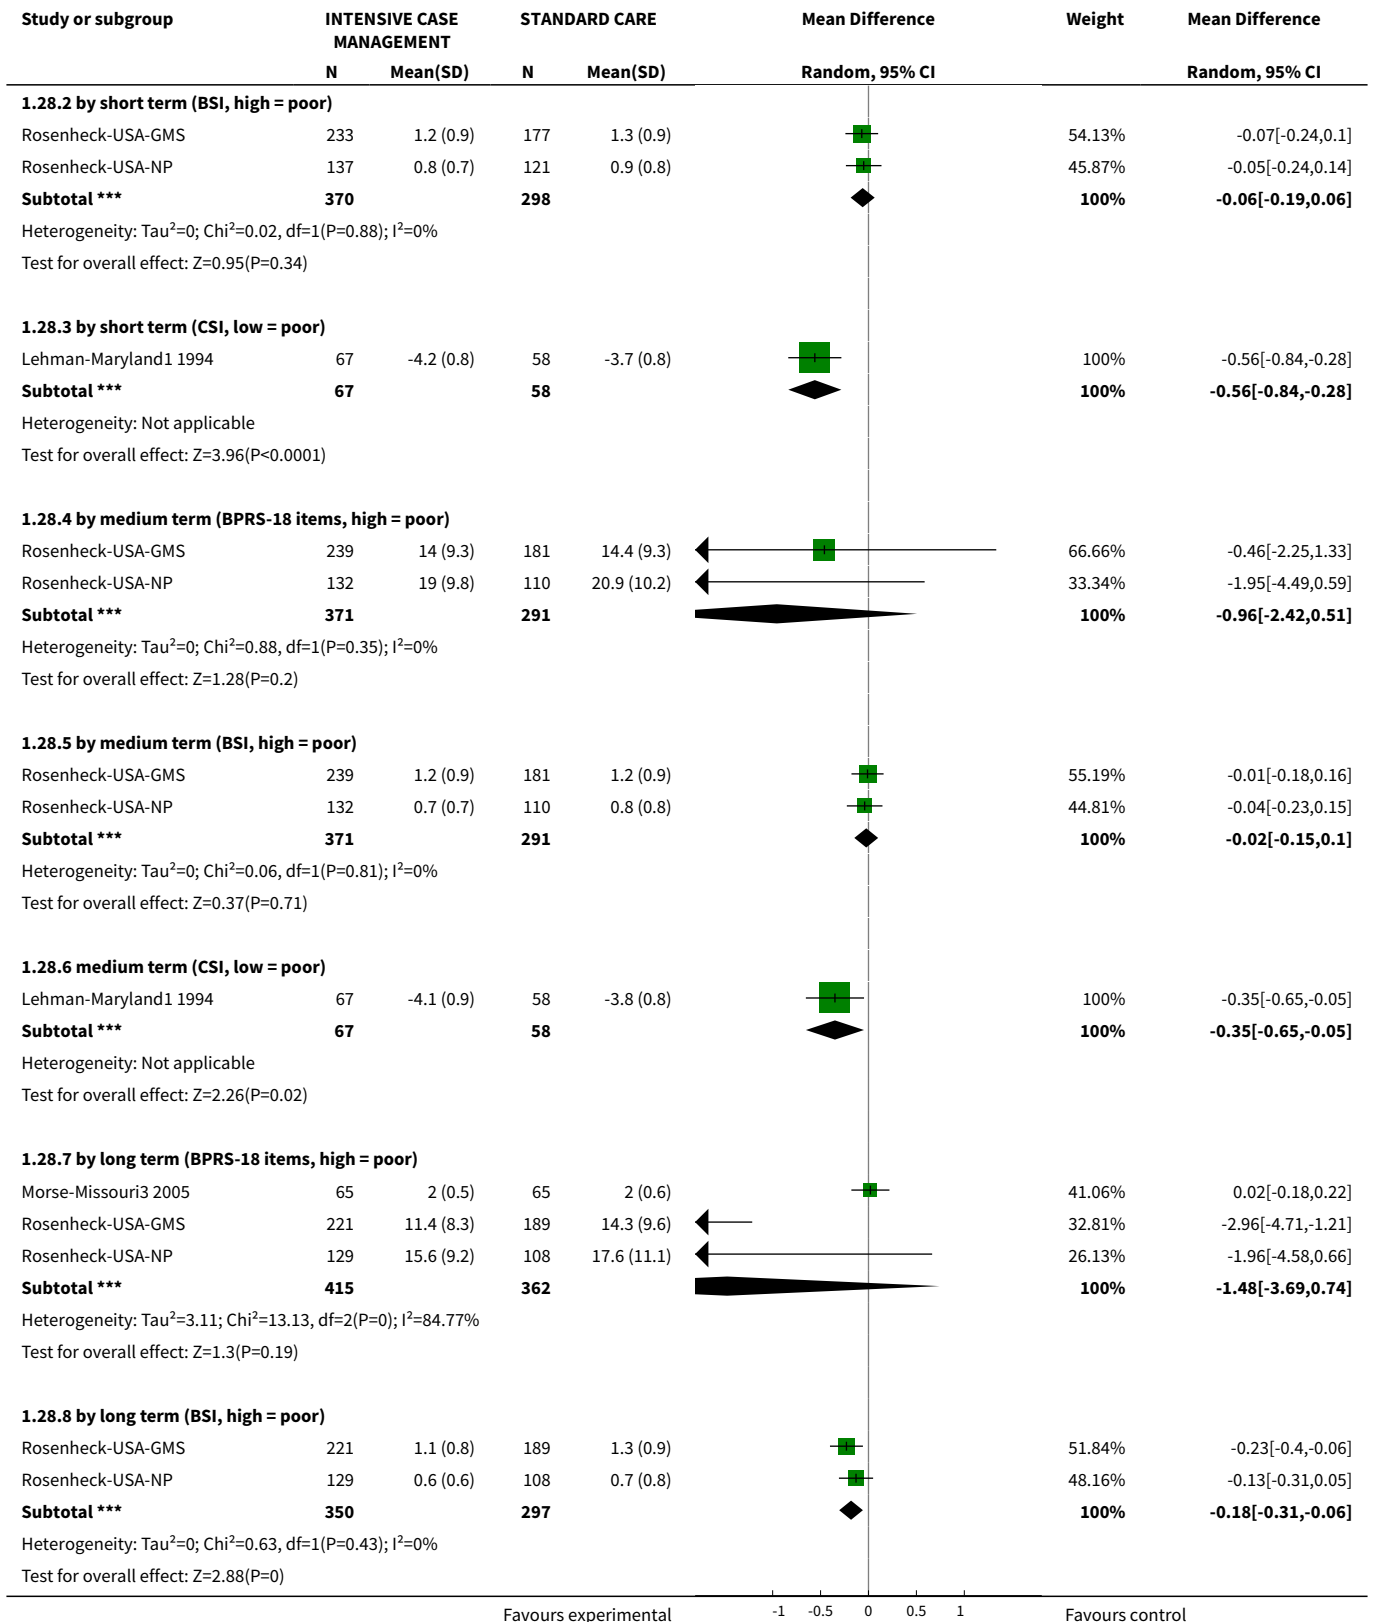 Study or subgroup INTENSIVE CASE MANAGEMENT STANDARD CARE Mean Difference Weight Mean Difference
N Mean(SD) N Mean(SD) Random, 95% CI Random, 95% CI
1.28.2 by short term (BSI, high = poor)
Rosenheck-USA-GMS 233 1.2 (0.9) 177 1.3 (0.9) 54.13% -0.07[-0.24,0.1]
Rosenheck-USA-NP 137 0.8 (0.7) 121 0.9 (0.8) 45.87% -0.05[-0.24,0.14]
Subtotal *** 370 298 100% -0.06[-0.19,0.06]
Heterogeneity: Tau²=0; Chi²=0.02, df=1(P=0.88); I²=0%
Test for overall effect: Z=0.95(P=0.34)
1.28.3 by short term (CSI, low = poor)
Lehman-Maryland1 1994 67 -4.2 (0.8) 58 -3.7 (0.8) 100% -0.56[-0.84,-0.28]
Subtotal *** 67 58 100% -0.56[-0.84,-0.28]
Heterogeneity: Not applicable
Test for overall effect: Z=3.96(P<0.0001)
1.28.4 by medium term (BPRS-18 items, high = poor)
Rosenheck-USA-GMS 239 14 (9.3) 181 14.4 (9.3) 66.66% -0.46[-2.25,1.33]
Rosenheck-USA-NP 132 19 (9.8) 110 20.9 (10.2) 33.34% -1.95[-4.49,0.59]
Subtotal *** 371 291 100% -0.96[-2.42,0.51]
Heterogeneity: Tau²=0; Chi²=0.88, df=1(P=0.35); I²=0%
Test for overall effect: Z=1.28(P=0.2)
1.28.5 by medium term (BSI, high = poor)
Rosenheck-USA-GMS 239 1.2 (0.9) 181 1.2 (0.9) 55.19% -0.01[-0.18,0.16]
Rosenheck-USA-NP 132 0.7 (0.7) 110 0.8 (0.8) 44.81% -0.04[-0.23,0.15]
Subtotal *** 371 291 100% -0.02[-0.15,0.1]
Heterogeneity: Tau²=0; Chi²=0.06, df=1(P=0.81); I²=0%
Test for overall effect: Z=0.37(P=0.71)
1.28.6 medium term (CSI, low = poor)
Lehman-Maryland1 1994 67 -4.1 (0.9) 58 -3.8 (0.8) 100% -0.35[-0.65,-0.05]
Subtotal *** 67 58 100% -0.35[-0.65,-0.05]
Heterogeneity: Not applicable
Test for overall effect: Z=2.26(P=0.02)
1.28.7 by long term (BPRS-18 items, high = poor)
Morse-Missouri3 2005 65 2 (0.5) 65 2 (0.6) 41.06% 0.02[-0.18,0.22]
Rosenheck-USA-GMS 221 11.4 (8.3) 189 14.3 (9.6) 32.81% -2.96[-4.71,-1.21]
Rosenheck-USA-NP 129 15.6 (9.2) 108 17.6 (11.1) 26.13% -1.96[-4.58,0.66]
Subtotal *** 415 362 100% -1.48[-3.69,0.74]
Heterogeneity: Tau²=3.11; Chi²=13.13, df=2(P=0); I²=84.77%
Test for overall effect: Z=1.3(P=0.19)
1.28.8 by long term (BSI, high = poor)
Rosenheck-USA-GMS 221 1.1 (0.8) 189 1.3 (0.9) 51.84% -0.23[-0.4,-0.06]
Rosenheck-USA-NP 129 0.6 (0.6) 108 0.7 (0.8) 48.16% -0.13[-0.31,0.05]
Subtotal *** 350 297 100% -0.18[-0.31,-0.06]
Heterogeneity: Tau²=0; Chi²=0.63, df=1(P=0.43); I²=0%
Test for overall effect: Z=2.88(P=0)
Favours experimental -1 -0.5 0 0.5 1 Favours control